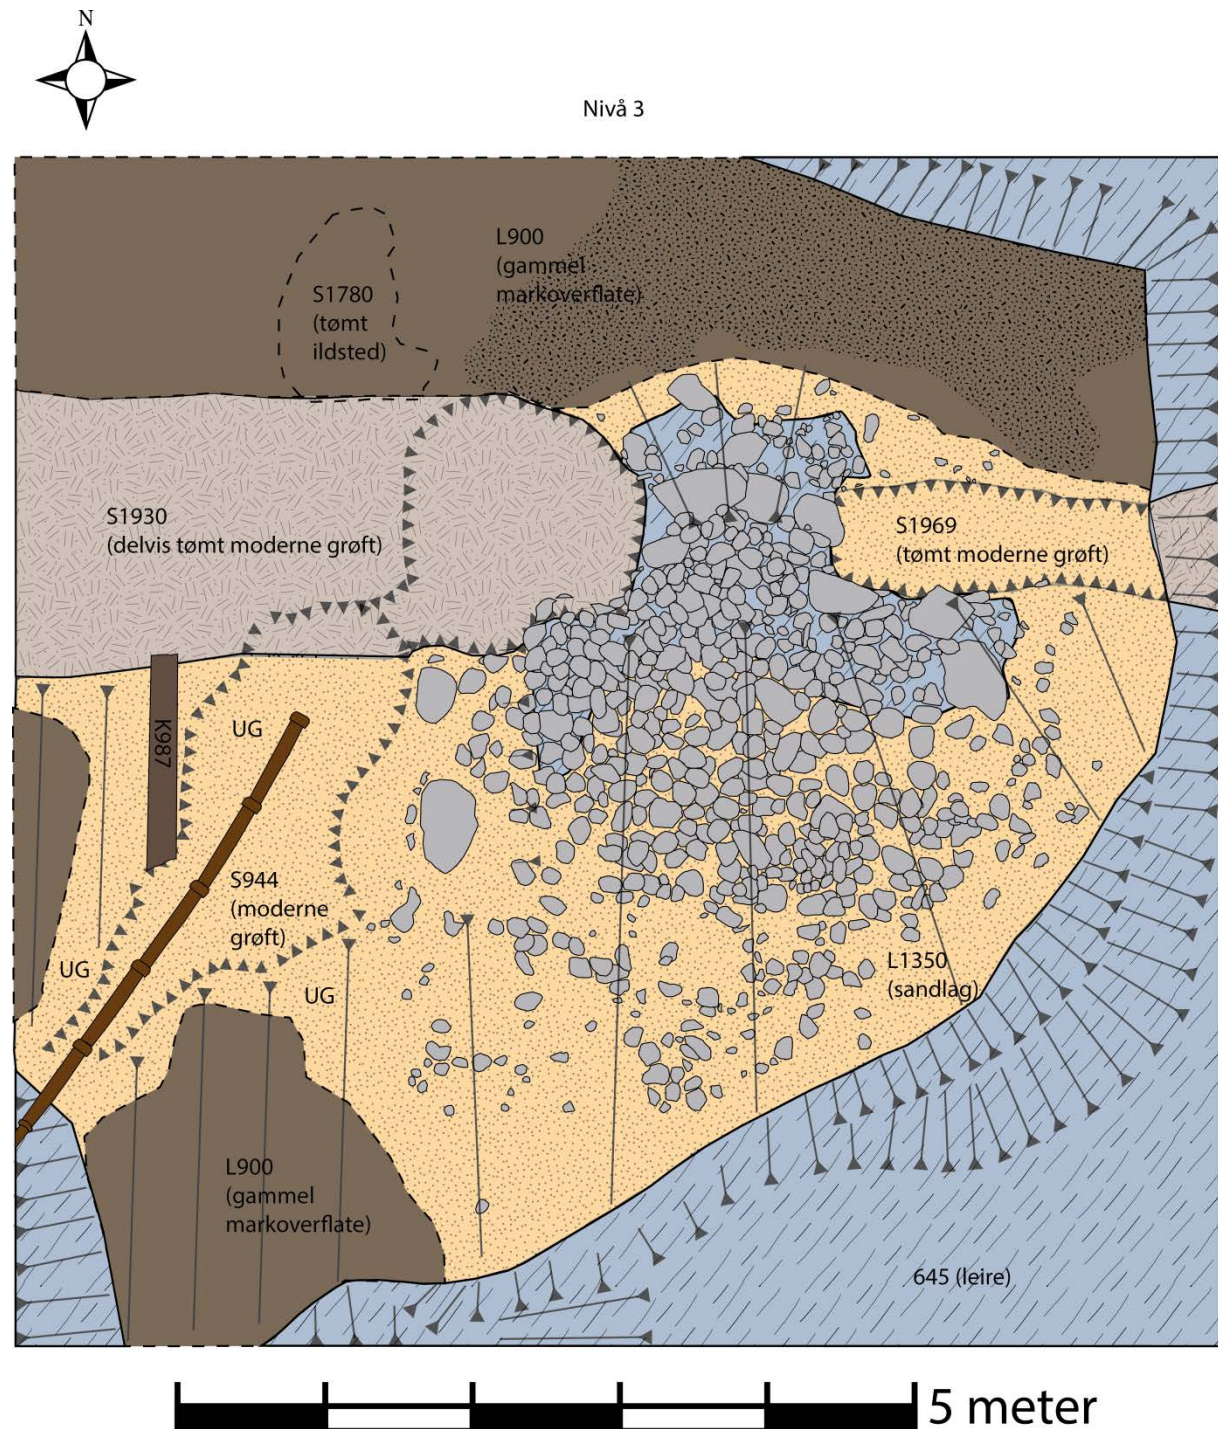 N
Nivå 3
L900
(gammel
markoverflate)
S1780
(tømt
ildsted)
S1930
(delvis tømt moderne grøft)
S1969
(tømt moderne grøft)
K987
UG
S944
(moderne
grøft)
UG
UG
L1350
(sandlag)
L900
(gammel
markoverflate)
645 (leire)
5 meter